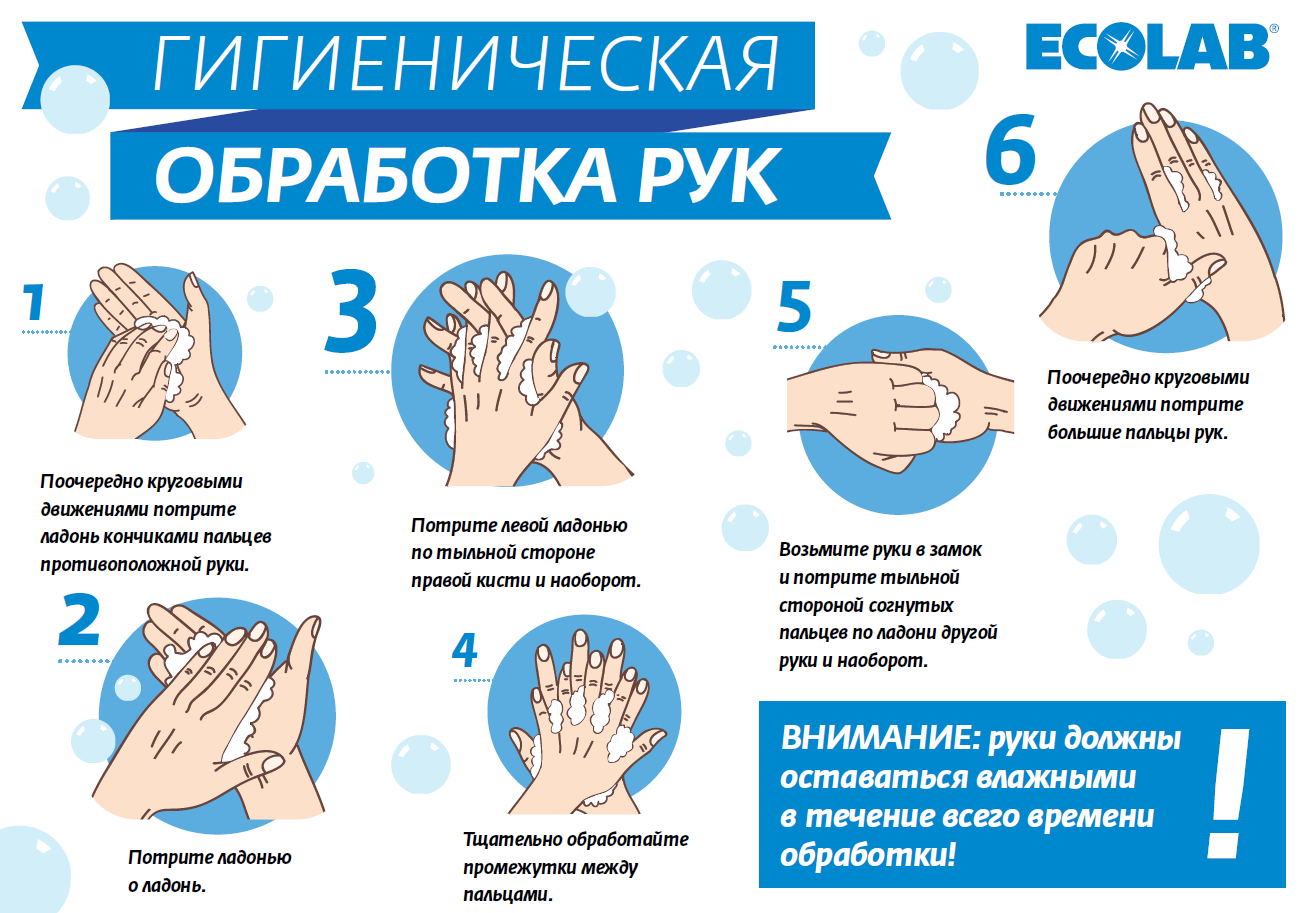 ГИГИЕНИЧЕСКАЯ
ОБРАБОТКА РУК
ECOLAB®
1
Поочередно круговыми
движениями потрите
ладонь кончиками пальцев
противоположной руки.
2
Потрите ладонью
о ладонь.
3
Потрите левой ладонью
по тыльной стороне
правой кисти и наоборот.
4
Тщательно обработайте
промежутки между
пальцами.
5
Возьмите руки в замок
и потрите тыльной
стороной согнутых
пальцев по ладони другой
руки и наоборот.
6
Поочередно круговыми
движениями потрите
большие пальцы рук.
ВНИМАНИЕ: руки должны
оставаться влажными
в течение всего времени
обработки!
!